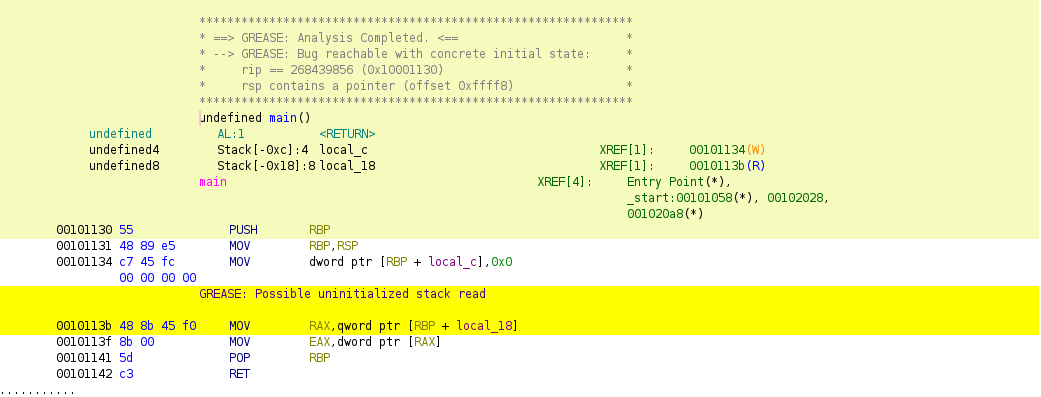 **************************************************************
* ==> GREASE: Analysis Completed. <== *
* --> GREASE: Bug reachable with concrete initial state: *
* rip == 268439856 (0x10001130) *
* rsp contains a pointer (offset 0xffff8) *
**************************************************************
undefined main()
undefined AL:1 <RETURN>
undefined4 Stack[-0xc]:4 local_c XREF[1]: 00101134(W)
undefined8 Stack[-0x18]:8 local_18 XREF[1]: 0010113b(R)
main XREF[4]: Entry Point(*),
_start:00101058(*), 00102028,
001020a8(*)
00101130 55 PUSH RBP
00101131 48 89 e5 MOV RBP,RSP
00101134 c7 45 fc MOV dword ptr [RBP + local_c],0x0
00 00 00 00
GREASE: Possible uninitialized stack read
0010113b 48 8b 45 f0 MOV RAX,qword ptr [RBP + local_18]
0010113f 8b 00 MOV EAX,dword ptr [RAX]
00101141 5d POP RBP
00101142 c3 RET